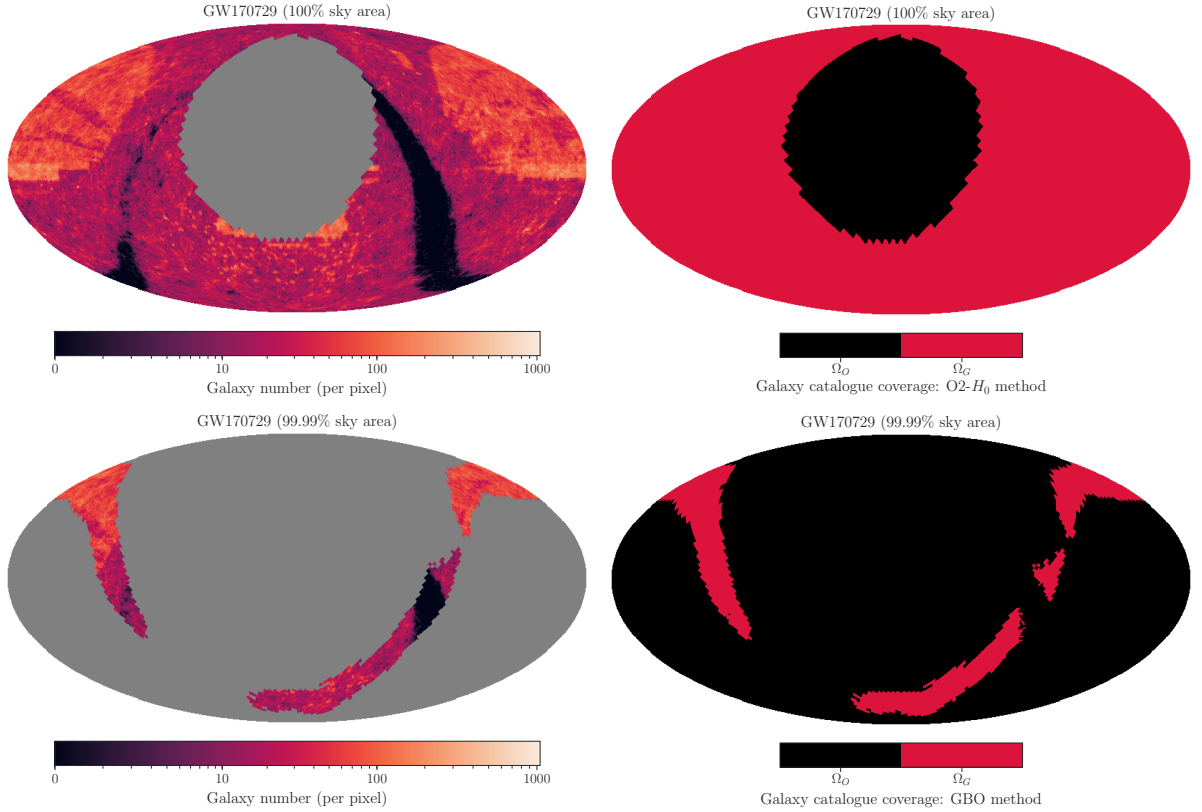 GW170729 (100% sky area)
0 10 100 1000
Galaxy number (per pixel)
GW170729 (100% sky area)
Ω_O Ω_G
Galaxy catalogue coverage: O2-H_0 method
GW170729 (99.99% sky area)
0 10 100 1000
Galaxy number (per pixel)
GW170729 (99.99% sky area)
Ω_O Ω_G
Galaxy catalogue coverage: GBO method